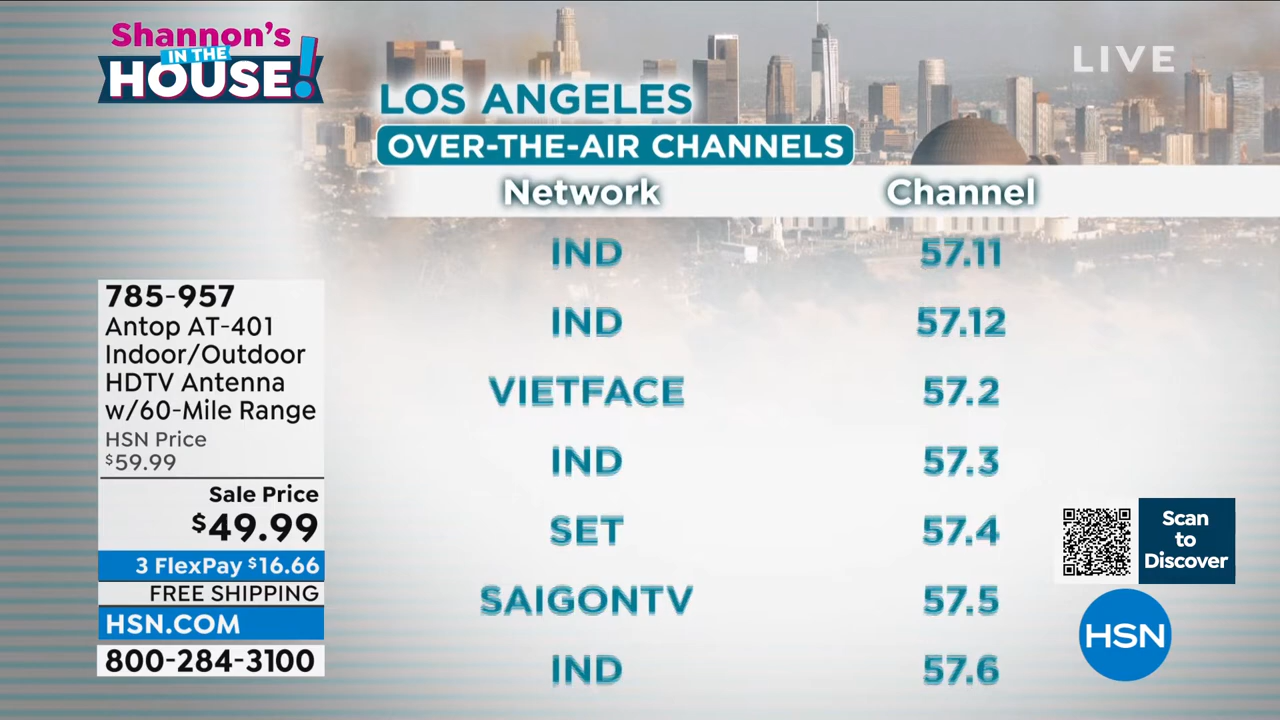 Shannon's
IN THE
HOUSE!
LIVE
LOS ANGELES
OVER-THE-AIR CHANNELS
Network Channel
IND 57.11
IND 57.12
VIETFACE 57.2
IND 57.3
SET 57.4
SAIGONTV 57.5
IND 57.6
785-957
Antop AT-401
Indoor/Outdoor
HDTV Antenna
w/60-Mile Range
HSN Price
$59.99
Sale Price
$49.99
3 FlexPay $16.66
FREE SHIPPING
HSN.COM
800-284-3100
Scan
to
Discover
HSN